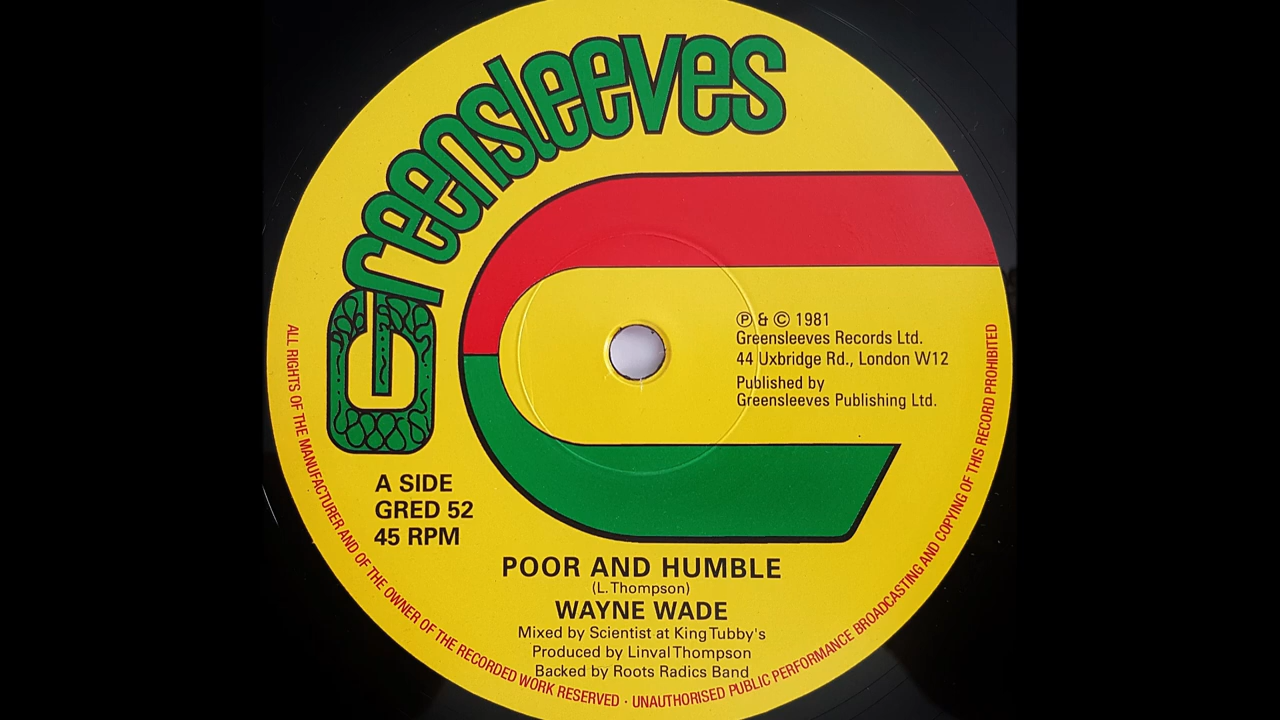 Greensleeves
℗ & © 1981
Greensleeves Records Ltd.
44 Uxbridge Rd., London W12
Published by
Greensleeves Publishing Ltd.
A SIDE
GRED 52
45 RPM
POOR AND HUMBLE
(L. Thompson)
WAYNE WADE
Mixed by Scientist at King Tubby's
Produced by Linval Thompson
Backed by Roots Radics Band
ALL RIGHTS OF THE MANUFACTURER AND OF THE OWNER OF THE RECORDED WORK RESERVED · UNAUTHORISED PUBLIC PERFORMANCE BROADCASTING AND COPYING OF THIS RECORD PROHIBITED